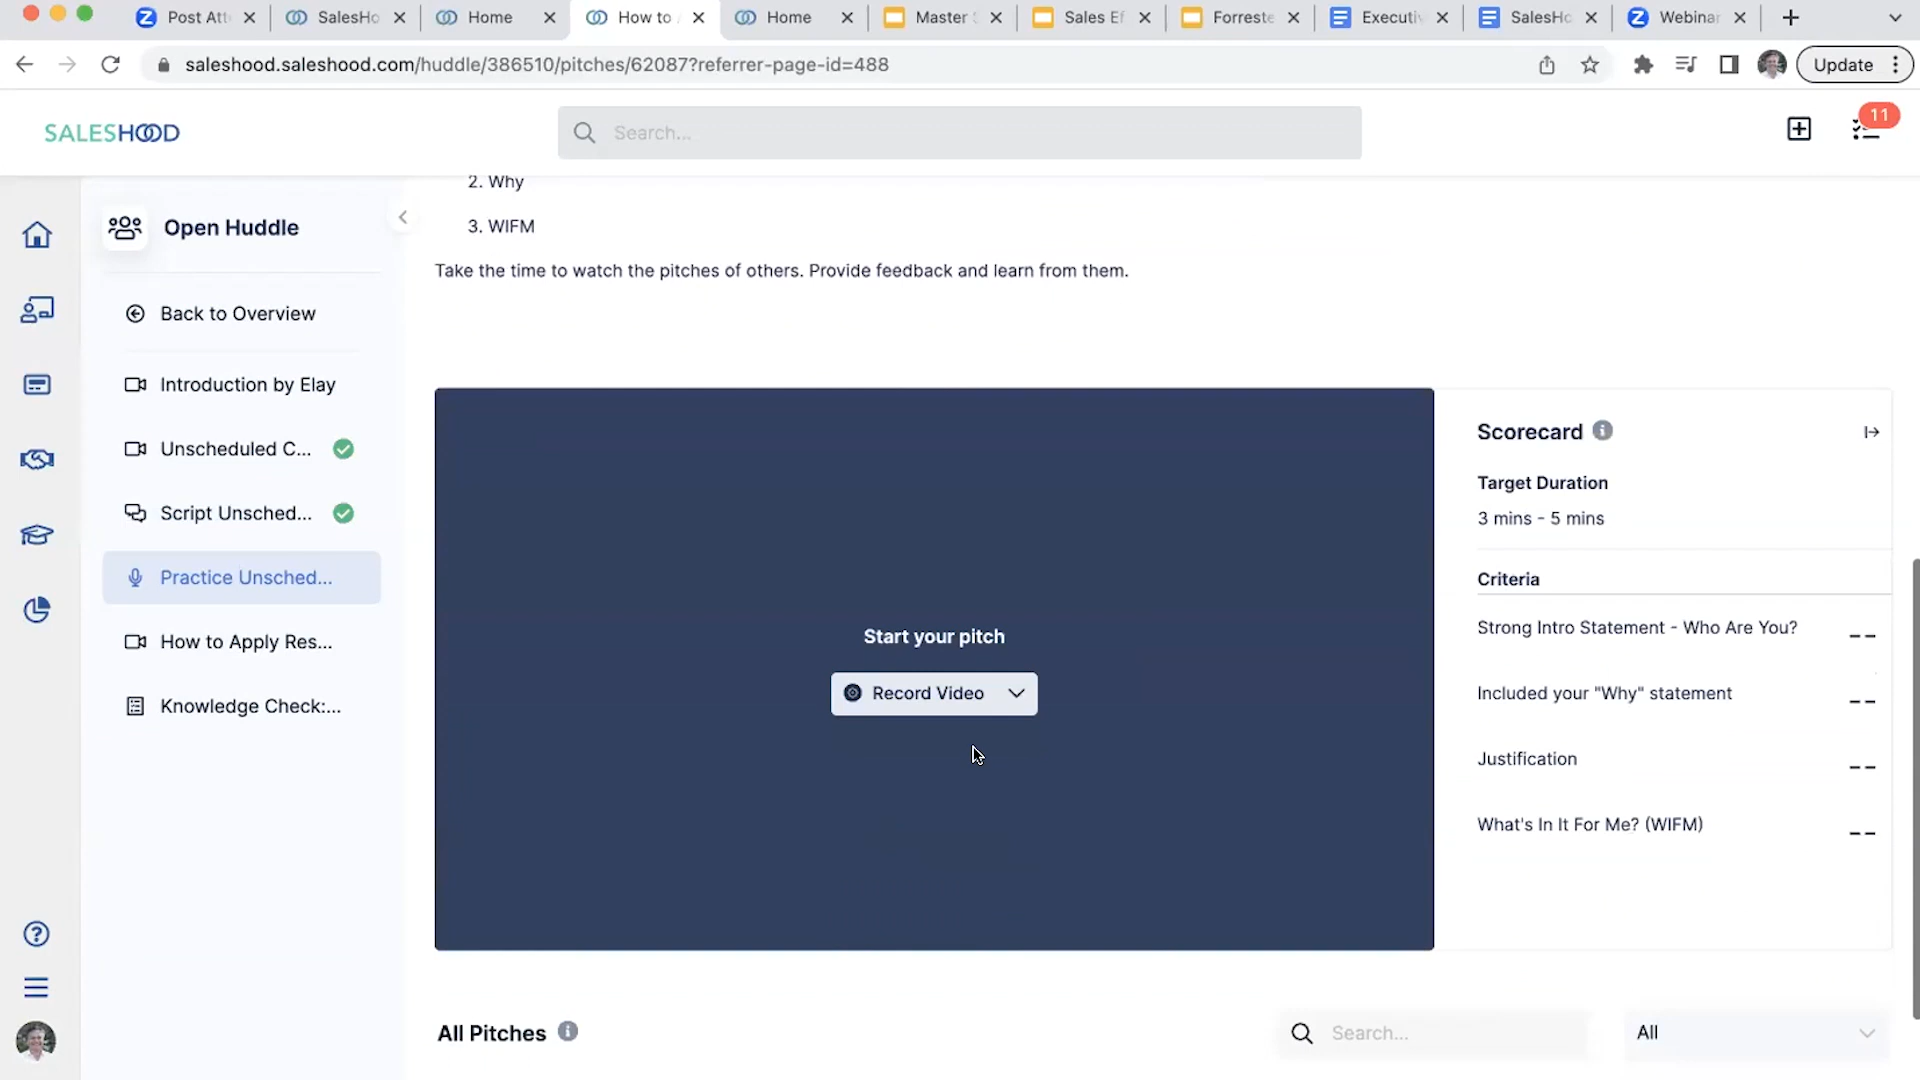 Post Att
SalesHo
Home
How to
Home
Master
Sales Ef
Forreste
Executi
SalesHo
Webinar
saleshood.saleshood.com/huddle/386510/pitches/62087?referrer-page-id=488
Update
SALESHOOD
Search...
11
Open Huddle
Back to Overview
Introduction by Elay
Unscheduled C...
Script Unsched...
Practice Unsched...
How to Apply Res...
Knowledge Check:...
2. Why
3. WIFM
Take the time to watch the pitches of others. Provide feedback and learn from them.
Start your pitch
Record Video
Scorecard
Target Duration
3 mins - 5 mins
Criteria
Strong Intro Statement - Who Are You?
--
Included your "Why" statement
--
Justification
--
What's In It For Me? (WIFM)
--
All Pitches
Search...
All